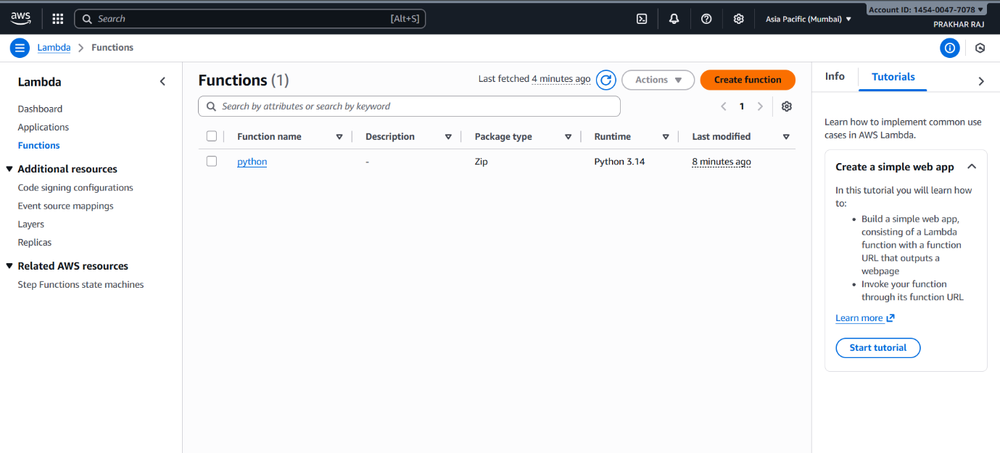 aws
Search [Alt+S]
Asia Pacific (Mumbai)
Account ID: 1454-0047-7078
PRAKHAR RAJ
Lambda
Functions
Lambda
Dashboard
Applications
Functions
Additional resources
Code signing configurations
Event source mappings
Layers
Replicas
Related AWS resources
Step Functions state machines
Functions (1)
Last fetched 4 minutes ago
Actions
Create function
Search by attributes or search by keyword
1
Function name Description Package type Runtime Last modified
python - Zip Python 3.14 8 minutes ago
Info Tutorials
Learn how to implement common use
cases in AWS Lambda.
Create a simple web app
In this tutorial you will learn how
to:
• Build a simple web app,
consisting of a Lambda
function with a function
URL that outputs a
webpage
• Invoke your function
through its function URL
Learn more
Start tutorial